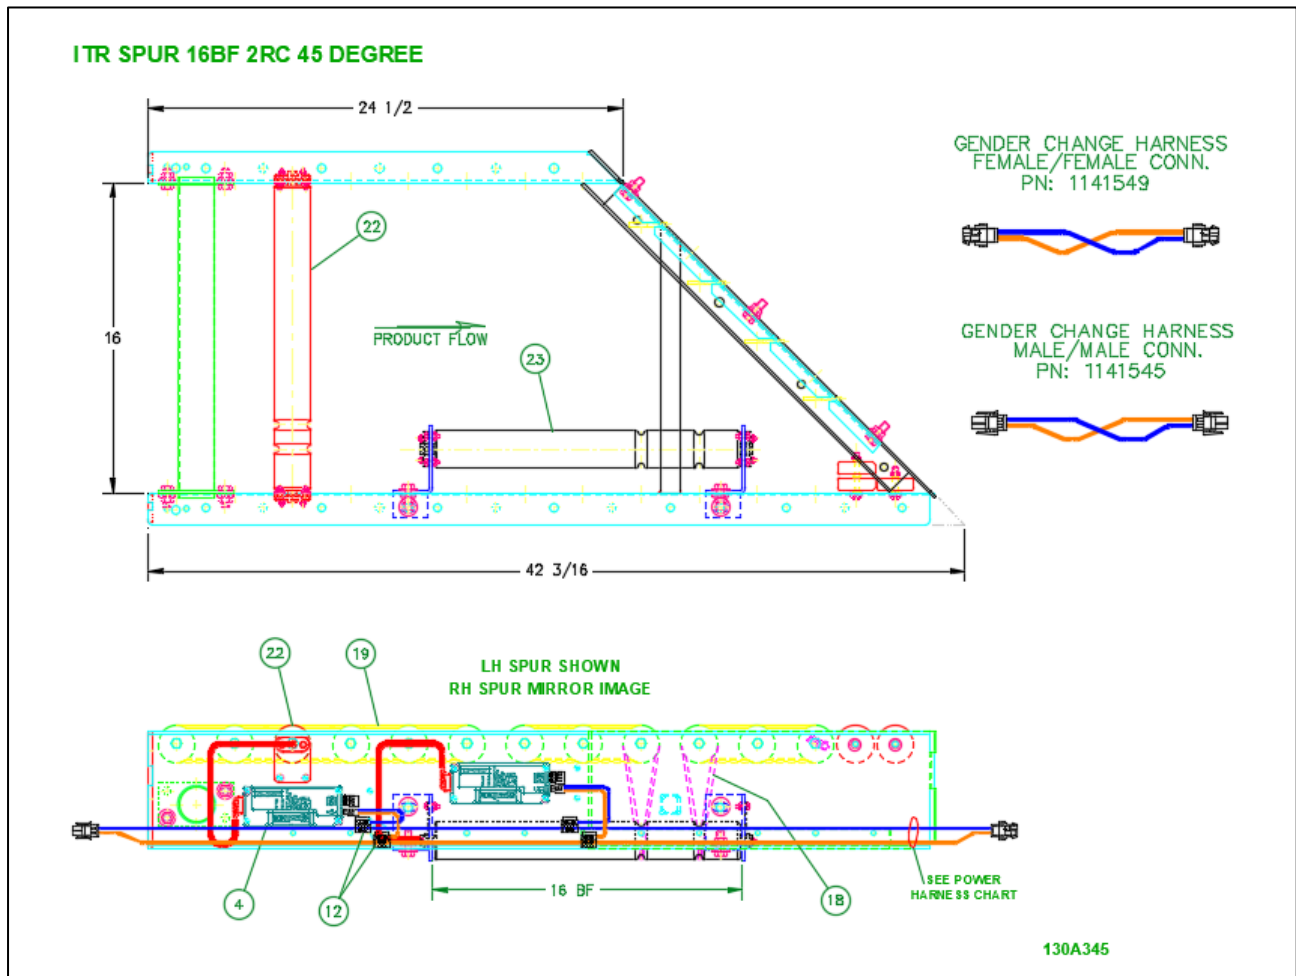 ITR SPUR 16BF 2RC 45 DEGREE
24 1/2
GENDER CHANGE HARNESS
FEMALE/FEMALE CONN.
PN: 1141549
22
16
PRODUCT FLOW
23
GENDER CHANGE HARNESS
MALE/MALE CONN.
PN: 1141545
42 3/16
22
19
LH SPUR SHOWN
RH SPUR MIRROR IMAGE
4
12
16 BF
18
SEE POWER
HARNESS CHART
130A345